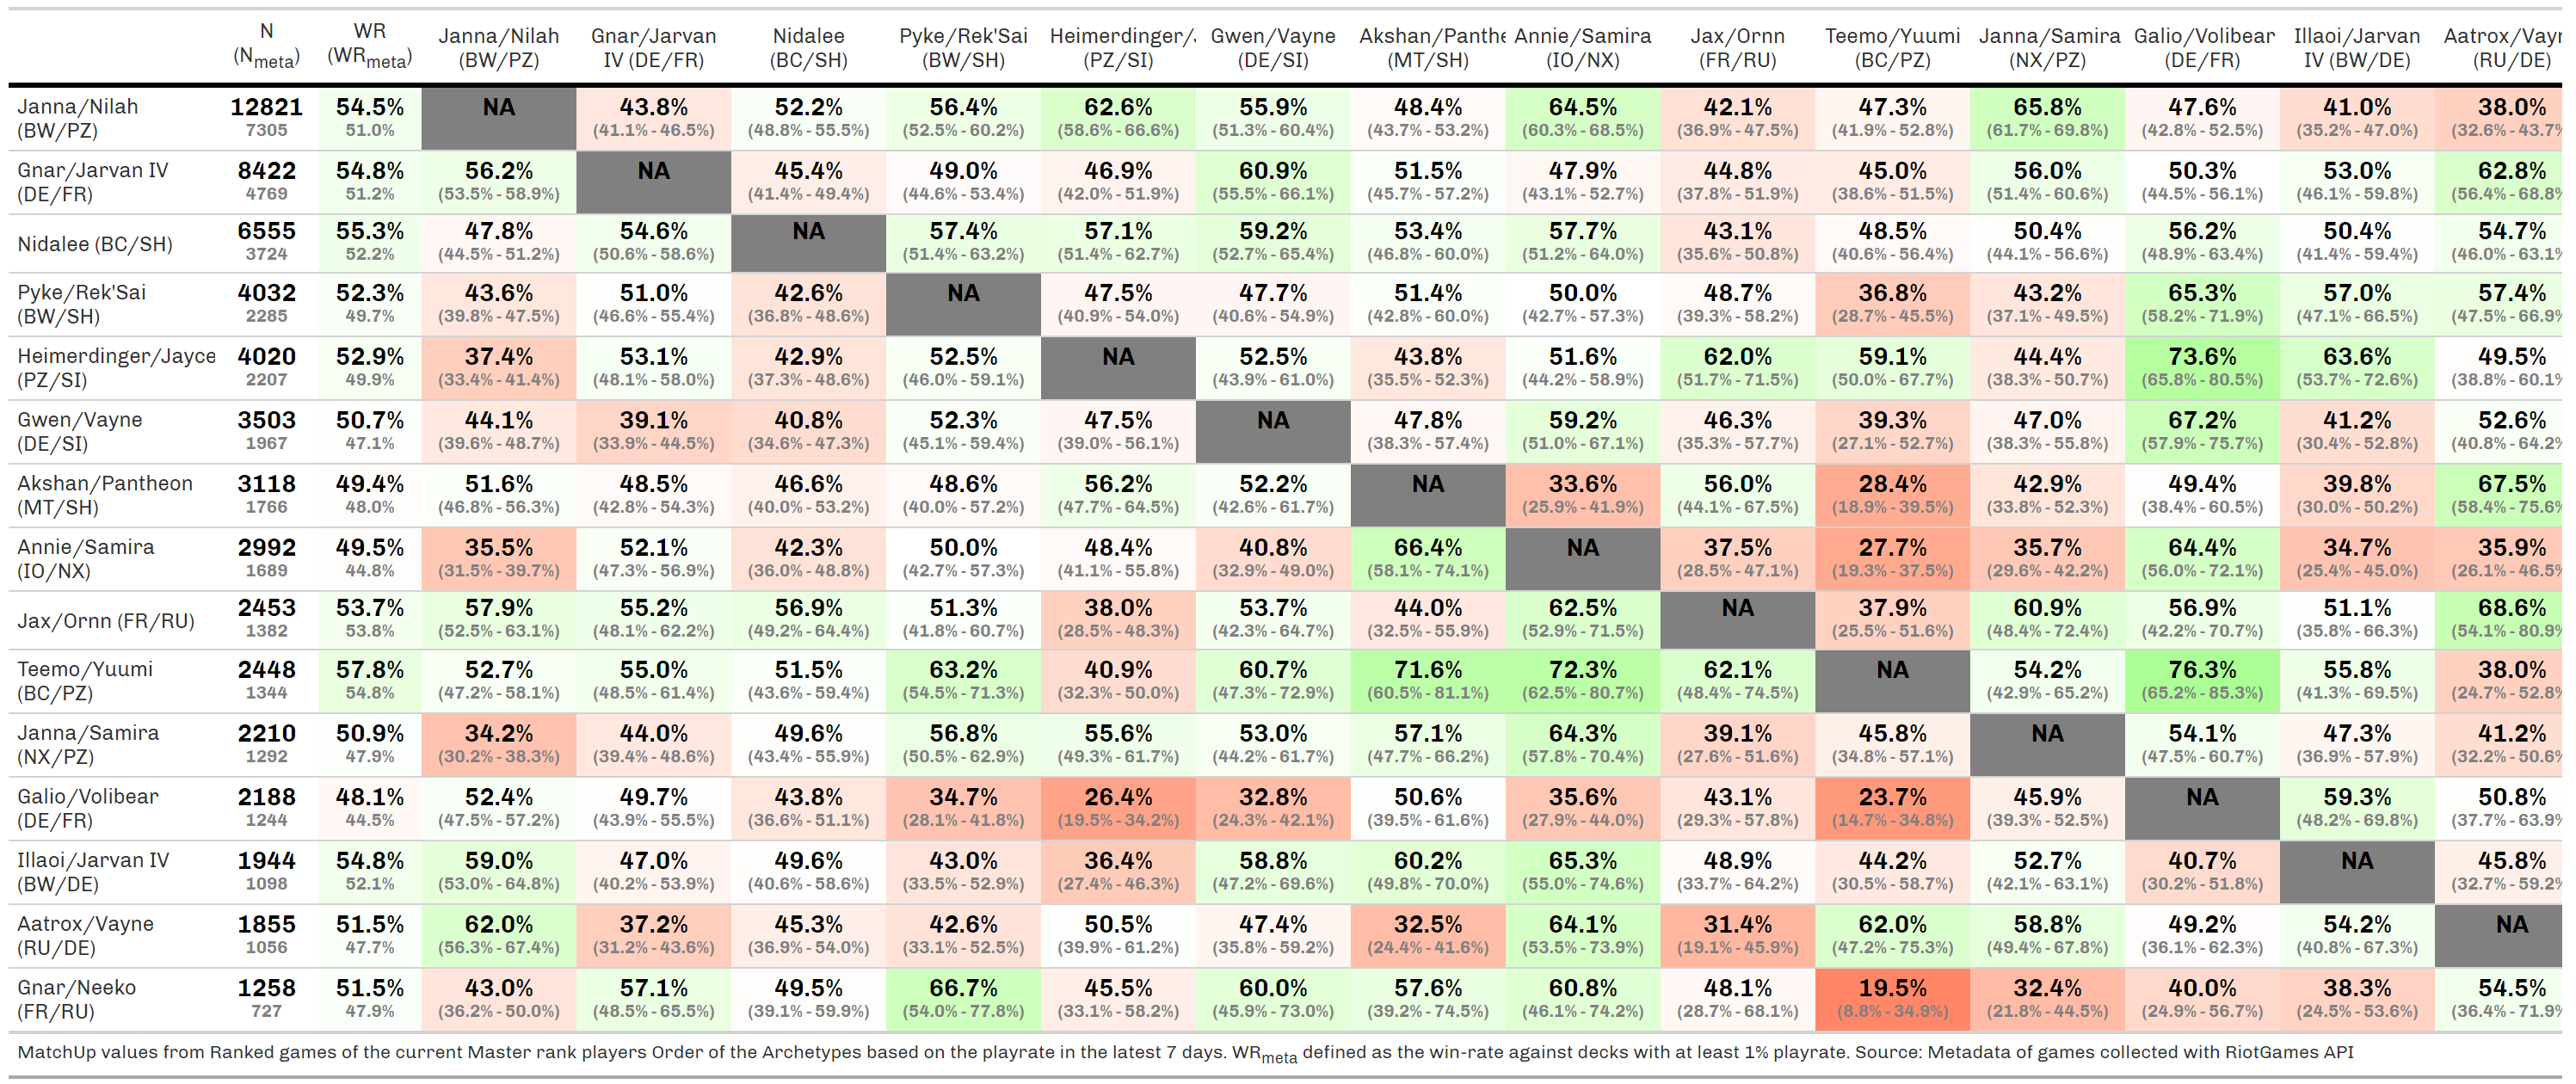 N WR Janna/Nilah Gnar/Jarvan Nidalee Pyke/Rek'Sai Heimerdinger/J Gwen/Vayne Akshan/Panthe Annie/Samira Jax/Ornn Teemo/Yuumi Janna/Samira Galio/Volibear Illaoi/Jarvan Aatrox/Vayn
(Nmeta) (WRmeta) (BW/PZ) IV (DE/FR) (BC/SH) (BW/SH) (PZ/SI) (DE/SI) (MT/SH) (IO/NX) (FR/RU) (BC/PZ) (NX/PZ) (DE/FR) IV (BW/DE) (RU/DE)
Janna/Nilah 12821 54.5% NA 43.8% 52.2% 56.4% 62.6% 55.9% 48.4% 64.5% 42.1% 47.3% 65.8% 47.6% 41.0% 38.0%
(BW/PZ) 7305 51.0% (41.1% - 46.5%) (48.8% - 55.5%) (52.5% - 60.2%) (58.6% - 66.6%) (51.3% - 60.4%) (43.7% - 53.2%) (60.3% - 68.5%) (36.9% - 47.5%) (41.9% - 52.8%) (61.7% - 69.8%) (42.8% - 52.5%) (35.2% - 47.0%) (32.6% - 43.7%
Gnar/Jarvan IV 8422 54.8% 56.2% NA 45.4% 49.0% 46.9% 60.9% 51.5% 47.9% 44.8% 45.0% 56.0% 50.3% 53.0% 62.8%
(DE/FR) 4769 51.2% (53.5% - 58.9%) (41.4% - 49.4%) (44.6% - 53.4%) (42.0% - 51.9%) (55.5% - 66.1%) (45.7% - 57.2%) (43.1% - 52.7%) (37.8% - 51.9%) (38.6% - 51.5%) (51.4% - 60.6%) (44.5% - 56.1%) (46.1% - 59.8%) (56.4% - 68.8%
Nidalee (BC/SH) 6555 55.3% 47.8% 54.6% NA 57.4% 57.1% 59.2% 53.4% 57.7% 43.1% 48.5% 50.4% 56.2% 50.4% 54.7%
3724 52.2% (44.5% - 51.2%) (50.6% - 58.6%) (51.4% - 63.2%) (51.4% - 62.7%) (52.7% - 65.4%) (46.8% - 60.0%) (51.2% - 64.0%) (35.6% - 50.8%) (40.6% - 56.4%) (44.1% - 56.6%) (48.9% - 63.4%) (41.4% - 59.4%) (46.0% - 63.1%
Pyke/Rek'Sai 4032 52.3% 43.6% 51.0% 42.6% NA 47.5% 47.7% 51.4% 50.0% 48.7% 36.8% 43.2% 65.3% 57.0% 57.4%
(BW/SH) 2285 49.7% (39.8% - 47.5%) (46.6% - 55.4%) (36.8% - 48.6%) (40.9% - 54.0%) (40.6% - 54.9%) (42.8% - 60.0%) (42.7% - 57.3%) (39.3% - 58.2%) (28.7% - 45.5%) (37.1% - 49.5%) (58.2% - 71.9%) (47.1% - 66.5%) (47.5% - 66.9%
Heimerdinger/Jayce 4020 52.9% 37.4% 53.1% 42.9% 52.5% NA 52.5% 43.8% 51.6% 62.0% 59.1% 44.4% 73.6% 63.6% 49.5%
(PZ/SI) 2207 49.9% (33.4% - 41.4%) (48.1% - 58.0%) (37.3% - 48.6%) (46.0% - 59.1%) (43.9% - 61.0%) (35.5% - 52.3%) (44.2% - 58.9%) (51.7% - 71.5%) (50.0% - 67.7%) (38.3% - 50.7%) (65.8% - 80.5%) (53.7% - 72.6%) (38.8% - 60.1%
Gwen/Vayne 3503 50.7% 44.1% 39.1% 40.8% 52.3% 47.5% NA 47.8% 59.2% 46.3% 39.3% 47.0% 67.2% 41.2% 52.6%
(DE/SI) 1967 47.1% (39.6% - 48.7%) (33.9% - 44.5%) (34.6% - 47.3%) (45.1% - 59.4%) (39.0% - 56.1%) (38.3% - 57.4%) (51.0% - 67.1%) (35.3% - 57.7%) (27.1% - 52.7%) (38.3% - 55.8%) (57.9% - 75.7%) (30.4% - 52.8%) (40.8% - 64.2%
Akshan/Pantheon 3118 49.4% 51.6% 48.5% 46.6% 48.6% 56.2% 52.2% NA 33.6% 56.0% 28.4% 42.9% 49.4% 39.8% 67.5%
(MT/SH) 1766 48.0% (46.8% - 56.3%) (42.8% - 54.3%) (40.0% - 53.2%) (40.0% - 57.2%) (47.7% - 64.5%) (42.6% - 61.7%) (25.9% - 41.9%) (44.1% - 67.5%) (18.9% - 39.5%) (33.8% - 52.3%) (38.4% - 60.5%) (30.0% - 50.2%) (58.4% - 75.6%
Annie/Samira 2992 49.5% 35.5% 52.1% 42.3% 50.0% 48.4% 40.8% 66.4% NA 37.5% 27.7% 35.7% 64.4% 34.7% 35.9%
(IO/NX) 1689 44.8% (31.5% - 39.7%) (47.3% - 56.9%) (36.0% - 48.8%) (42.7% - 57.3%) (41.1% - 55.8%) (32.9% - 49.0%) (58.1% - 74.1%) (28.5% - 47.1%) (19.3% - 37.5%) (29.6% - 42.2%) (56.0% - 72.1%) (25.4% - 45.0%) (26.1% - 46.5%
Jax/Ornn (FR/RU) 2453 53.7% 57.9% 55.2% 56.9% 51.3% 38.0% 53.7% 44.0% 62.5% NA 37.9% 60.9% 56.9% 51.1% 68.6%
1382 53.8% (52.5% - 63.1%) (48.1% - 62.2%) (49.2% - 64.4%) (41.8% - 60.7%) (28.5% - 48.3%) (42.3% - 64.7%) (32.5% - 55.9%) (52.9% - 71.5%) (25.5% - 51.6%) (48.4% - 72.4%) (42.2% - 70.7%) (35.8% - 66.3%) (54.1% - 80.9%
Teemo/Yuumi 2448 57.8% 52.7% 55.0% 51.5% 63.2% 40.9% 60.7% 71.6% 72.3% 62.1% NA 54.2% 76.3% 55.8% 38.0%
(BC/PZ) 1344 54.8% (47.2% - 58.1%) (48.5% - 61.4%) (43.6% - 59.4%) (54.5% - 71.3%) (32.3% - 50.0%) (47.3% - 72.9%) (60.5% - 81.1%) (62.5% - 80.7%) (48.4% - 74.5%) (42.9% - 65.2%) (65.2% - 85.3%) (41.3% - 69.5%) (24.7% - 52.8%
Janna/Samira 2210 50.9% 34.2% 44.0% 49.6% 56.8% 55.6% 53.0% 57.1% 64.3% 39.1% 45.8% NA 54.1% 47.3% 41.2%
(NX/PZ) 1292 47.9% (30.2% - 38.3%) (39.4% - 48.6%) (43.4% - 55.9%) (50.5% - 62.9%) (49.3% - 61.7%) (44.2% - 61.7%) (47.7% - 66.2%) (57.8% - 70.4%) (27.6% - 51.6%) (34.8% - 57.1%) (47.5% - 60.7%) (36.9% - 57.9%) (32.2% - 50.6%
Galio/Volibear 2188 48.1% 52.4% 49.7% 43.8% 34.7% 26.4% 32.8% 50.6% 35.6% 43.1% 23.7% 45.9% NA 59.3% 50.8%
(DE/FR) 1244 44.5% (47.5% - 57.2%) (43.9% - 55.5%) (36.6% - 51.1%) (28.1% - 41.8%) (19.5% - 34.2%) (24.3% - 42.1%) (39.5% - 61.6%) (27.9% - 44.0%) (29.3% - 57.8%) (14.7% - 34.8%) (39.3% - 52.5%) (48.2% - 69.8%) (37.7% - 63.9%
Illaoi/Jarvan IV 1944 54.8% 59.0% 47.0% 49.6% 43.0% 36.4% 58.8% 60.2% 65.3% 48.9% 44.2% 52.7% 40.7% NA 45.8%
(BW/DE) 1098 52.1% (53.0% - 64.8%) (40.2% - 53.9%) (40.6% - 58.6%) (33.5% - 52.9%) (27.4% - 46.3%) (47.2% - 69.6%) (49.8% - 70.0%) (55.0% - 74.6%) (33.7% - 64.2%) (30.5% - 58.7%) (42.1% - 63.1%) (30.2% - 51.8%) (32.7% - 59.2%
Aatrox/Vayne 1855 51.5% 62.0% 37.2% 45.3% 42.6% 50.5% 47.4% 32.5% 64.1% 31.4% 62.0% 58.8% 49.2% 54.2% NA
(RU/DE) 1056 47.7% (56.3% - 67.4%) (31.2% - 43.6%) (36.9% - 54.0%) (33.1% - 52.5%) (39.9% - 61.2%) (35.8% - 59.2%) (24.4% - 41.6%) (53.5% - 73.9%) (19.1% - 45.9%) (47.2% - 75.3%) (49.4% - 67.8%) (36.1% - 62.3%) (40.8% - 67.3%)
Gnar/Neeko 1258 51.5% 43.0% 57.1% 49.5% 66.7% 45.5% 60.0% 57.6% 60.8% 48.1% 19.5% 32.4% 40.0% 38.3% 54.5%
(FR/RU) 727 47.9% (36.2% - 50.0%) (48.5% - 65.5%) (39.1% - 59.9%) (54.0% - 77.8%) (33.1% - 58.2%) (45.9% - 73.0%) (39.2% - 74.5%) (46.1% - 74.2%) (28.7% - 68.1%) (8.8% - 34.9%) (21.8% - 44.5%) (24.9% - 56.7%) (24.5% - 53.6%) (36.4% - 71.9%
MatchUp values from Ranked games of the current Master rank players Order of the Archetypes based on the playrate in the latest 7 days. WRmeta defined as the win-rate against decks with at least 1% playrate. Source: Metadata of games collected with RiotGames API